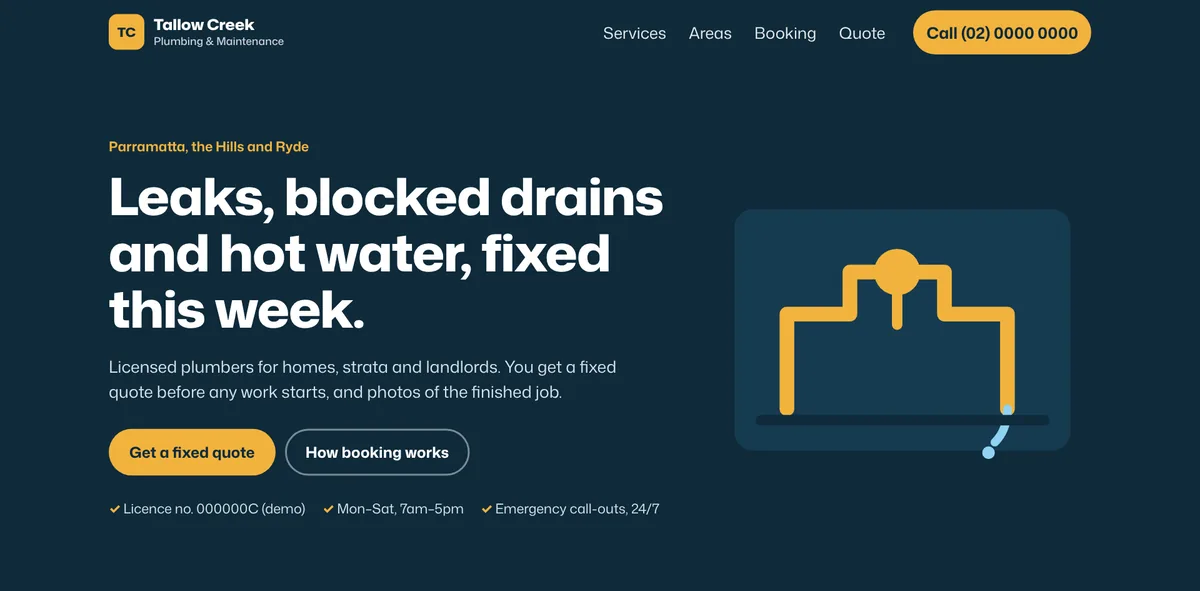 TC
Tallow Creek
Plumbing & Maintenance
Services
Areas
Booking
Quote
Call (02) 0000 0000
Parramatta, the Hills and Ryde
Leaks, blocked drains
and hot water, fixed
this week.
Licensed plumbers for homes, strata and landlords. You get a fixed
quote before any work starts, and photos of the finished job.
Get a fixed quote
How booking works
Licence no. 000000C (demo)
Mon–Sat, 7am–5pm
Emergency call-outs, 24/7